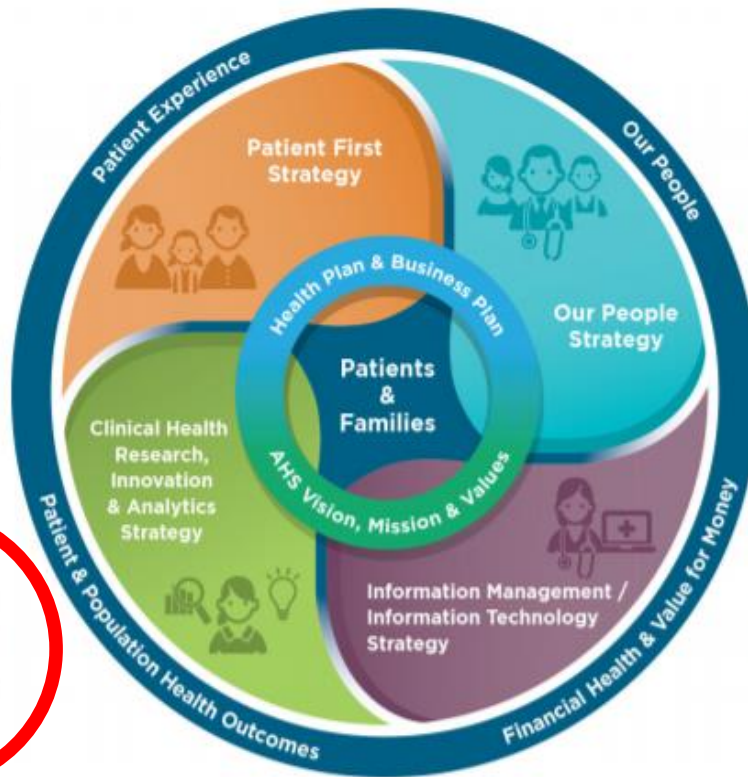 Patient Experience
Our People
Patient First
Strategy
Our People
Strategy
Health Plan & Business Plan
Patients
&
Families
AHS Vision, Mission & Values
Clinical Health
Research,
Innovation
& Analytics
Strategy
Information Management /
Information Technology
Strategy
Patient & Population Health Outcomes
Financial Health & Value for Money